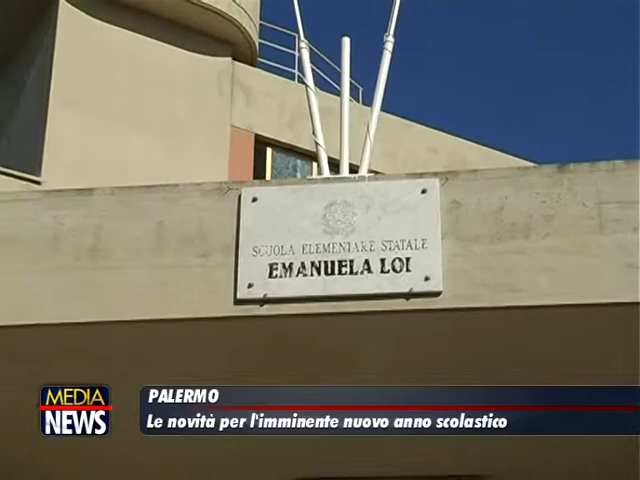 SCUOLA ELEMENTARE STATALE
EMANUELA LOI
MEDIA
NEWS
PALERMO
Le novità per l'imminente nuovo anno scolastico